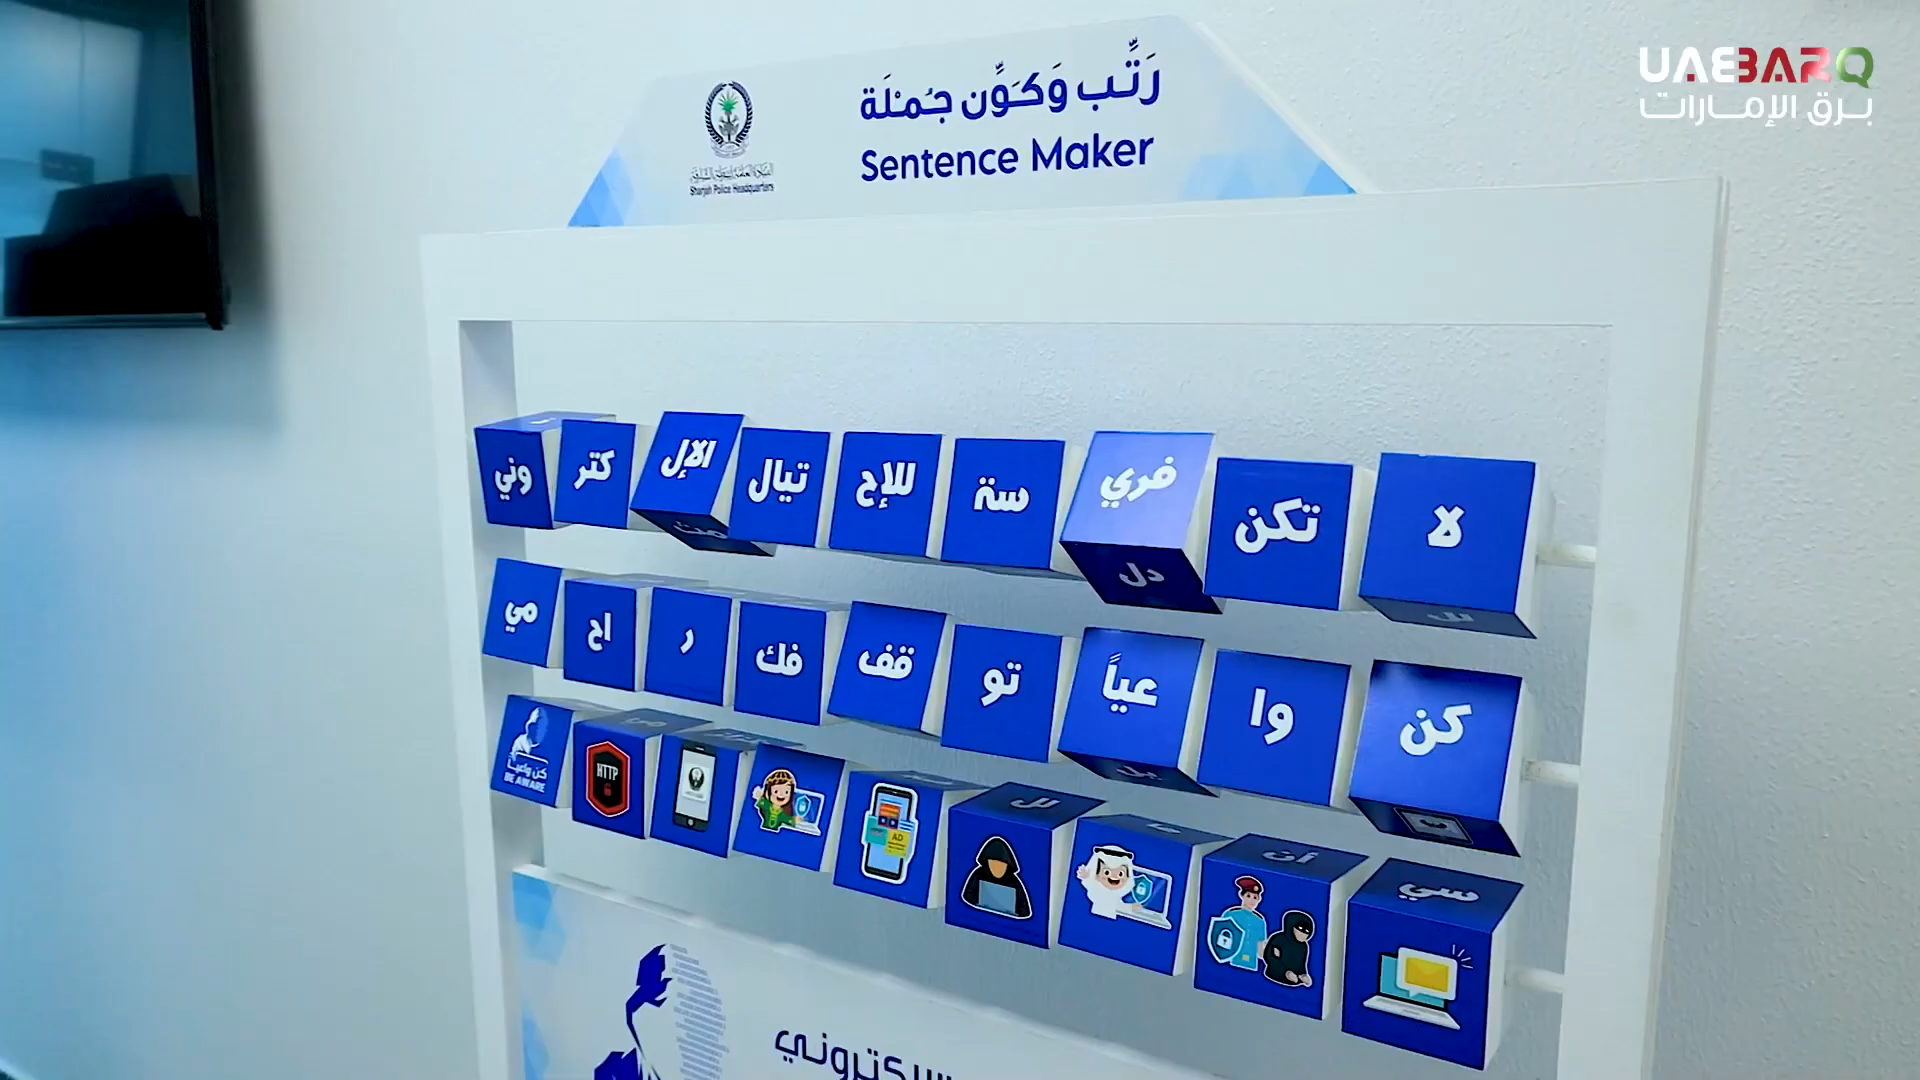 UAEBARQ
برق الإمارات
رَتِّب وَكَوِّن جُمْلَة
Sentence Maker
Sharjah Police Headquarters
لا تكن فري سة للإح تيال الإل كتر وني
دل
كن وا عياً تو قف فك ر اح مي
سي
أن
AD
HTTP
كن واعيا
BE AWARE